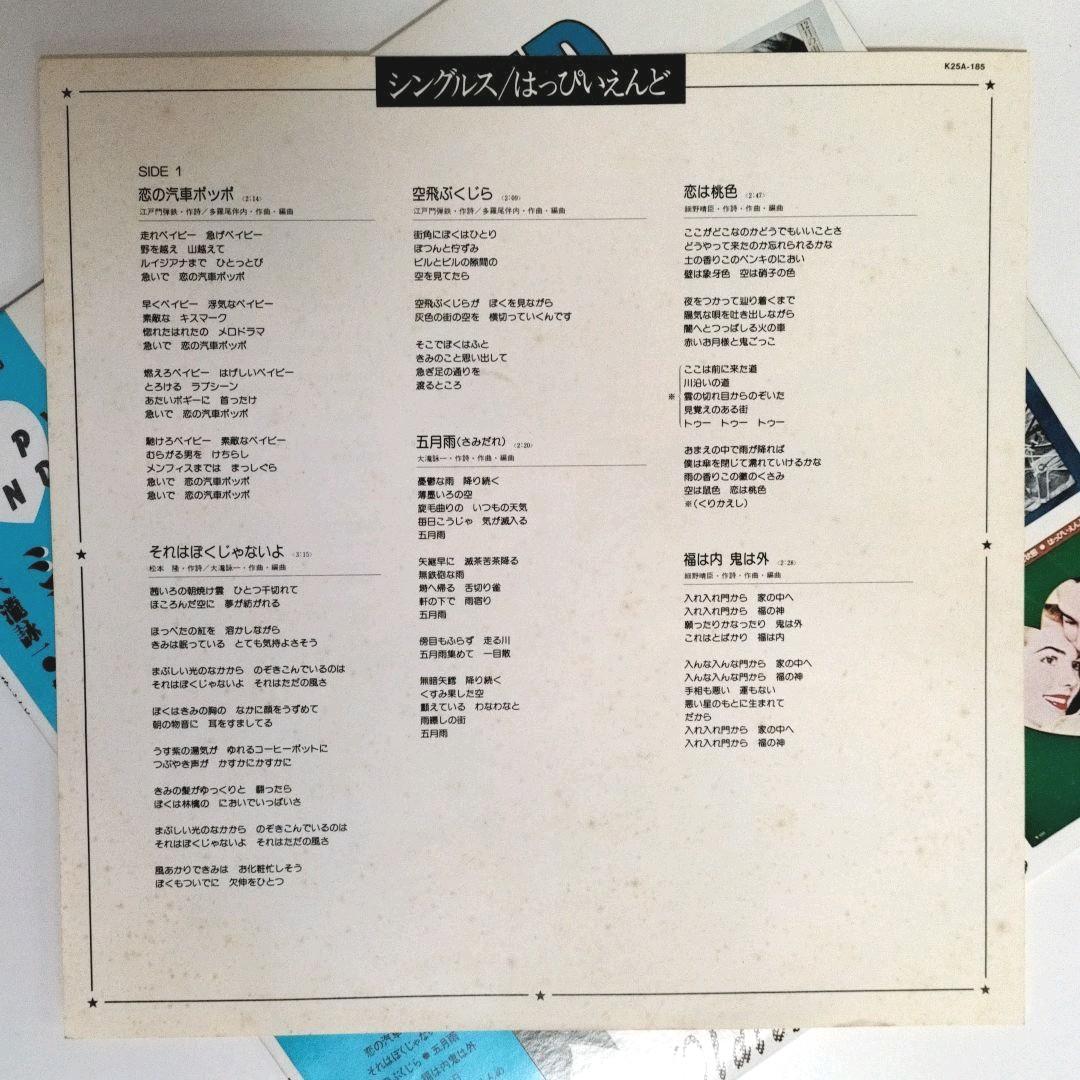 シングルス/はっぴいえんど
K25A-185
SIDE 1
恋の汽車ポッポ (2:14)
江戸門弾鉄・作詩/多羅尾伴内・作曲・編曲
走れベイビー 急げベイビー
野を越え 山越えて
ルイジアナまで ひとっとび
急いで 恋の汽車ポッポ
早くベイビー 浮気なベイビー
素敵な キスマーク
惚れたはれたの メロドラマ
急いで 恋の汽車ポッポ
燃えろベイビー はげしいベイビー
とろける ラブシーン
あたいボギーに 首ったけ
急いで 恋の汽車ポッポ
馳けろベイビー 素敵なベイビー
むらがる男を けちらし
メンフィスまでは まっしぐら
急いで 恋の汽車ポッポ
急いで 恋の汽車ポッポ
それはぼくじゃないよ (3:15)
松本 隆・作詩/大瀧詠一・作曲・編曲
茜いろの朝焼け雲 ひとつ千切れて
ほころんだ空に 夢が紡がれる
ほっぺたの紅を 溶かしながら
きみは眠っている とても気持よさそう
まぶしい光のなかから のぞきこんでいるのは
それはぼくじゃないよ それはただの風さ
ぼくはきみの胸の なかに顔をうずめて
朝の物音に 耳をすましてる
うす紫の湯気が ゆれるコーヒーポットに
つぶやき声が かすかにかすかに
きみの髪がゆっくりと 翻ったら
ぼくは林檎の においでいっぱいさ
まぶしい光のなかから のぞきこんでいるのは
それはぼくじゃないよ それはただの風さ
風あかりできみは お化粧忙しそう
ぼくもついでに 欠伸をひとつ
空飛ぶくじら (2:09)
江戸門弾鉄・作詩/多羅尾伴内・作曲・編曲
街角にぼくはひとり
ぽつんと佇ずみ
ビルとビルの隙間の
空を見てたら
空飛ぶくじらが ぼくを見ながら
灰色の街の空を 横切っていくんです
そこでぼくはふと
きみのこと思い出して
急ぎ足の通りを
渡るところ
五月雨(さみだれ) (2:20)
大瀧詠一・作詩・作曲・編曲
憂鬱な雨 降り続く
薄墨いろの空
旋毛曲りの いつもの天気
毎日こうじゃ 気が滅入る
五月雨
矢継早に 滅茶苦茶降る
無鉄砲な雨
塒へ帰る 舌切り雀
軒の下で 雨宿り
五月雨
傍目もふらず 走る川
五月雨集めて 一目散
無暗矢鱈 降り続く
くすみ果した空
顫えている わなわなと
雨曝しの街
五月雨
恋は桃色 (2:47)
細野晴臣・作詩・作曲・編曲
ここがどこなのかどうでもいいことさ
どうやって来たのか忘れられるかな
土の香りこのペンキのにおい
壁は象牙色 空は硝子の色
夜をつかって辿り着くまで
陽気な唄を吐き出しながら
闇へとつっぱしる火の車
赤いお月様と鬼ごっこ
ここは前に来た道
川沿いの道
※ 雲の切れ目からのぞいた
見覚えのある街
トゥー トゥー トゥー
おまえの中で雨が降れば
僕は傘を閉じて濡れていけるかな
雨の香りこの黴のくさみ
空は鼠色 恋は桃色
※(くりかえし)
福は内 鬼は外 (2:28)
細野晴臣・作詩・作曲・編曲
入れ入れ門から 家の中へ
入れ入れ門から 福の神
願ったりかなったり 鬼は外
これはとばかり 福は内
入んな入んな門から 家の中へ
入んな入んな門から 福の神
手相も悪い 運もない
悪い星のもとに生まれて
だから
入れ入れ門から 家の中へ
入れ入れ門から 福の神